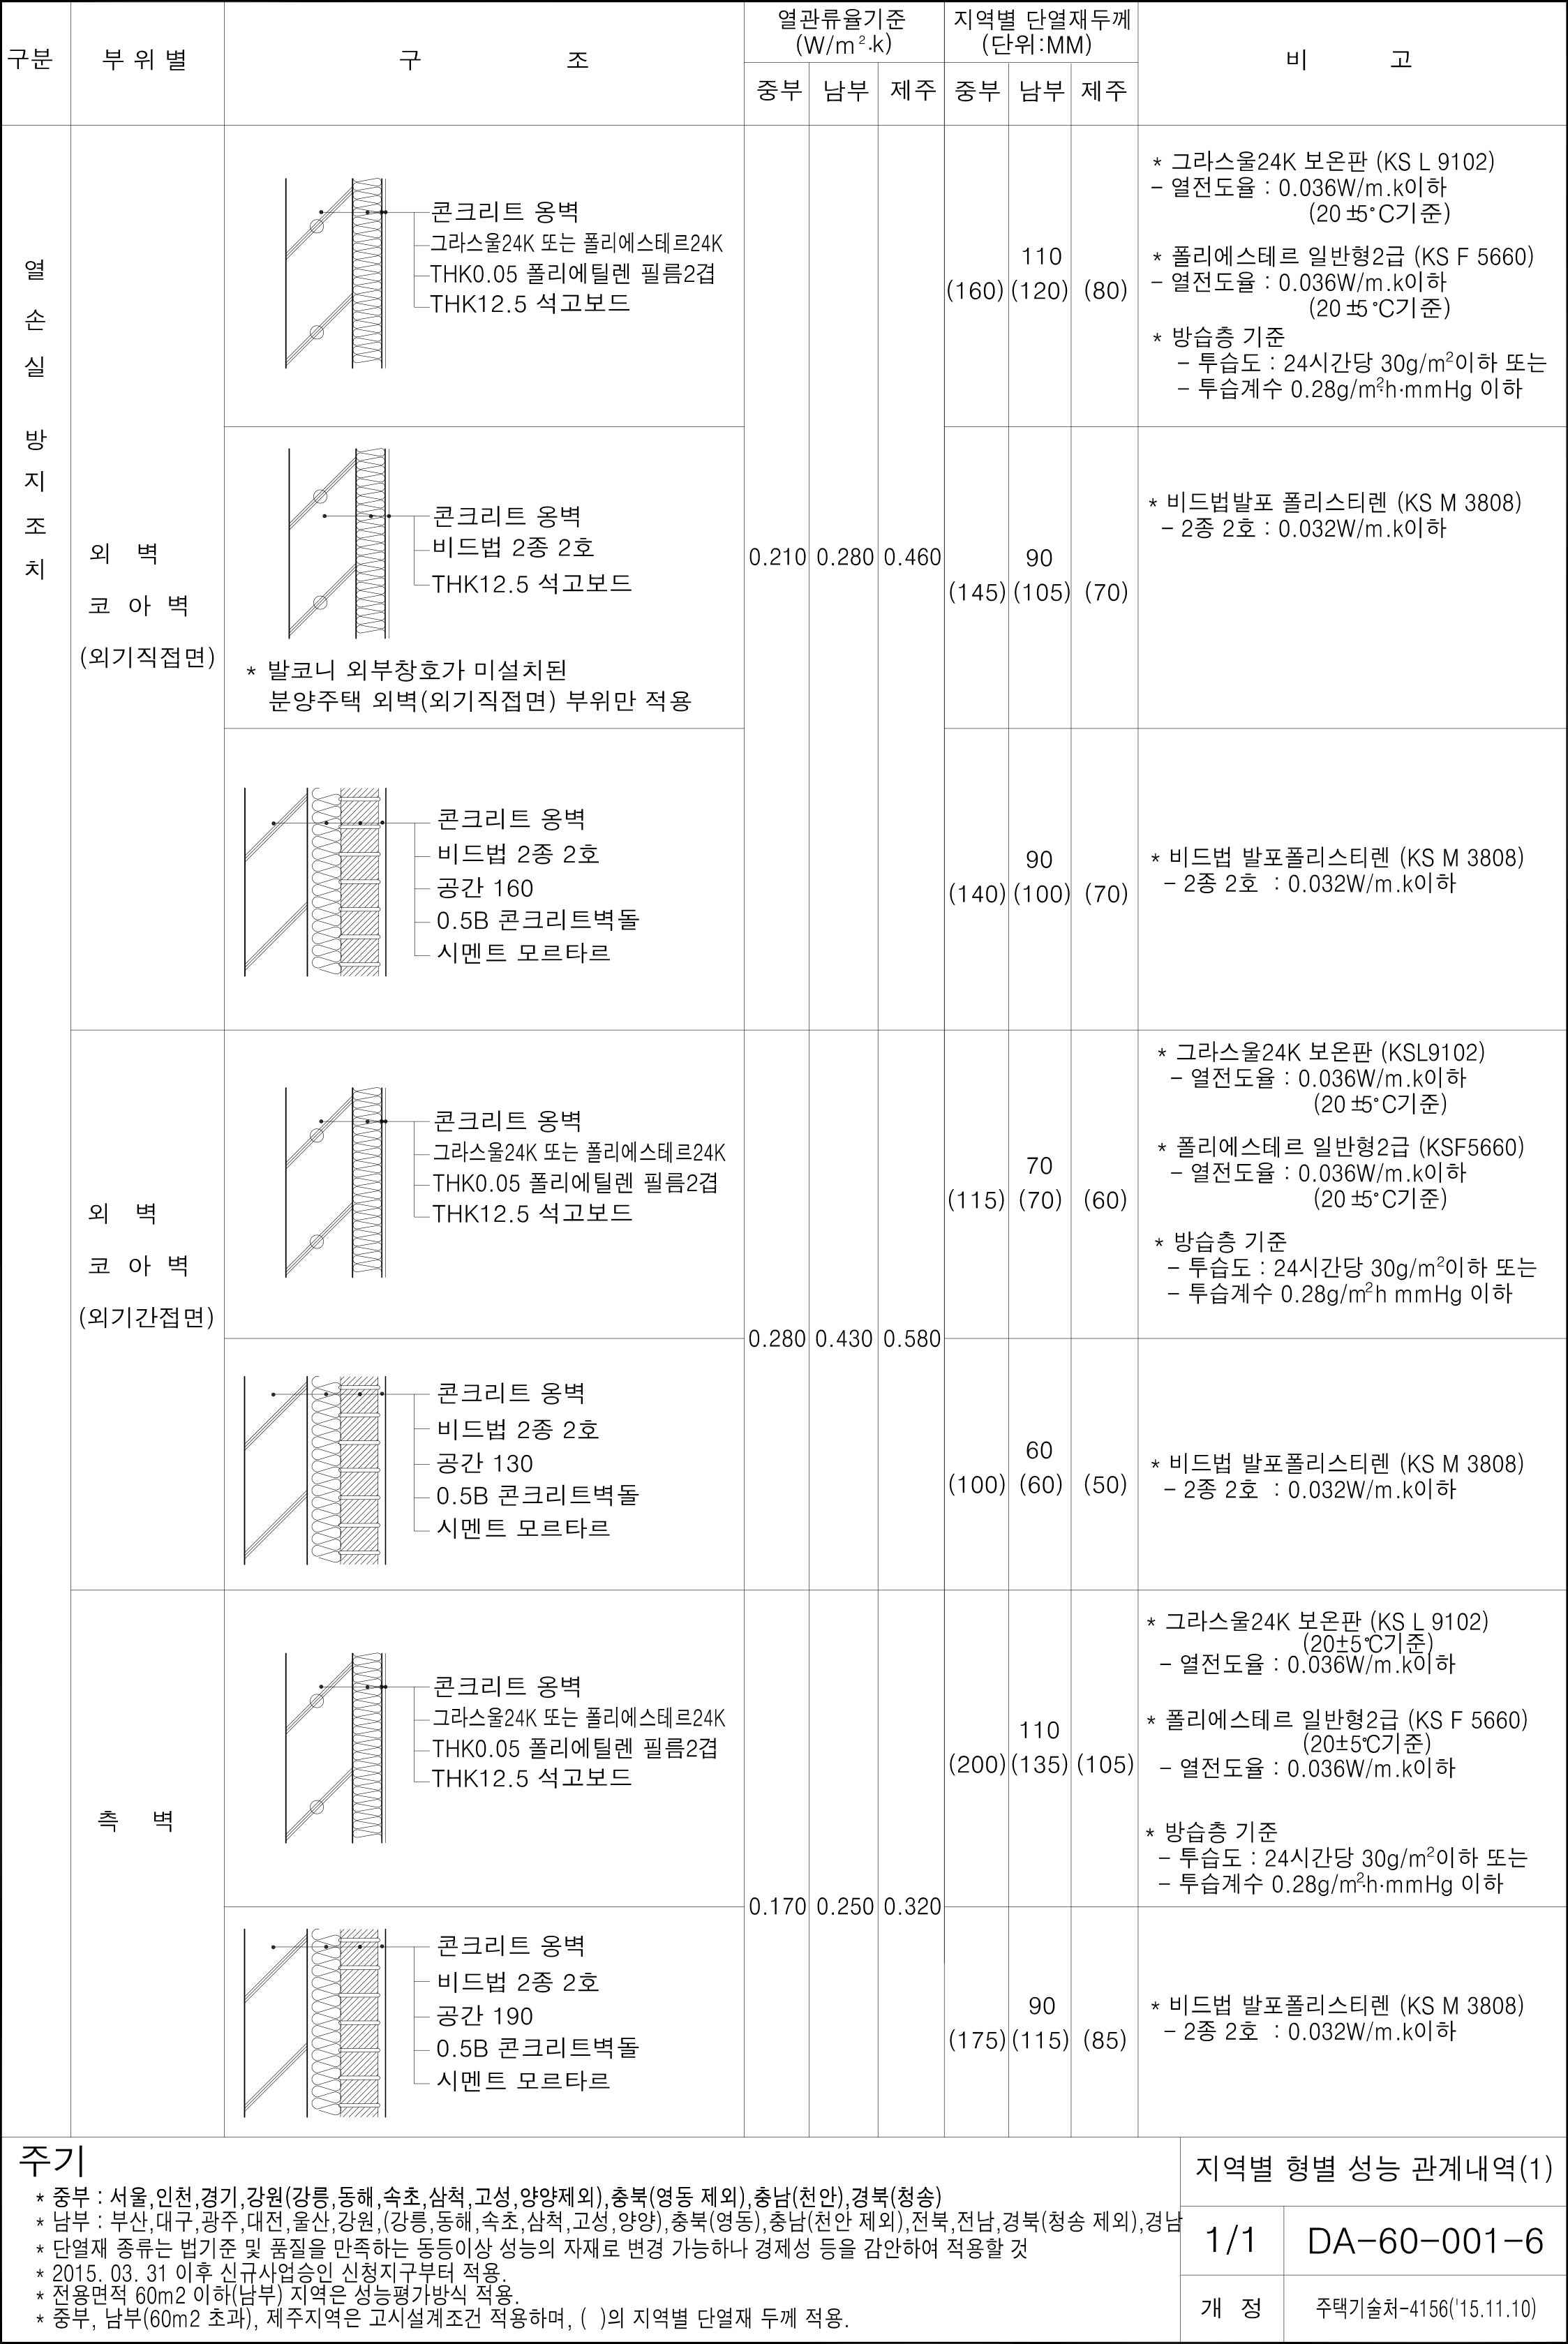 구분
부 위 별
구 조
열관류율기준
(W/m²·k)
지역별 단열재두께
(단위:MM)
비 고
중부 남부 제주 중부 남부 제주
열 손 실 방 지 조 치
외 벽
코 아 벽
(외기직접면)
콘크리트 옹벽
그라스울24K 또는 폴리에스테르24K
THK0.05 폴리에틸렌 필름2겹
THK12.5 석고보드
110
(160) (120) (80)
* 그라스울24K 보온판 (KS L 9102)
- 열전도율 : 0.036W/m.k이하
(20±5°C기준)
* 폴리에스테르 일반형2급 (KS F 5660)
- 열전도율 : 0.036W/m.k이하
(20±5°C기준)
* 방습층 기준
- 투습도 : 24시간당 30g/m²이하 또는
- 투습계수 0.28g/m²·h·mmHg 이하
콘크리트 옹벽
비드법 2종 2호
THK12.5 석고보드
* 발코니 외부창호가 미설치된
분양주택 외벽(외기직접면) 부위만 적용
0.210 0.280 0.460
90
(145) (105) (70)
* 비드법발포 폴리스티렌 (KS M 3808)
- 2종 2호 : 0.032W/m.k이하
콘크리트 옹벽
비드법 2종 2호
공간 160
0.5B 콘크리트벽돌
시멘트 모르타르
90
(140) (100) (70)
* 비드법 발포폴리스티렌 (KS M 3808)
- 2종 2호 : 0.032W/m.k이하
외 벽
코 아 벽
(외기간접면)
콘크리트 옹벽
그라스울24K 또는 폴리에스테르24K
THK0.05 폴리에틸렌 필름2겹
THK12.5 석고보드
0.280 0.430 0.580
70
(115) (70) (60)
* 그라스울24K 보온판 (KSL9102)
- 열전도율 : 0.036W/m.k이하
(20±5°C기준)
* 폴리에스테르 일반형2급 (KSF5660)
- 열전도율 : 0.036W/m.k이하
(20±5°C기준)
* 방습층 기준
- 투습도 : 24시간당 30g/m²이하 또는
- 투습계수 0.28g/m²h mmHg 이하
콘크리트 옹벽
비드법 2종 2호
공간 130
0.5B 콘크리트벽돌
시멘트 모르타르
60
(100) (60) (50)
* 비드법 발포폴리스티렌 (KS M 3808)
- 2종 2호 : 0.032W/m.k이하
측 벽
콘크리트 옹벽
그라스울24K 또는 폴리에스테르24K
THK0.05 폴리에틸렌 필름2겹
THK12.5 석고보드
0.170 0.250 0.320
110
(200) (135) (105)
* 그라스울24K 보온판 (KS L 9102)
(20±5℃기준)
- 열전도율 : 0.036W/m.k이하
* 폴리에스테르 일반형2급 (KS F 5660)
(20±5℃기준)
- 열전도율 : 0.036W/m.k이하
* 방습층 기준
- 투습도 : 24시간당 30g/m²이하 또는
- 투습계수 0.28g/m²·h·mmHg 이하
콘크리트 옹벽
비드법 2종 2호
공간 190
0.5B 콘크리트벽돌
시멘트 모르타르
90
(175) (115) (85)
* 비드법 발포폴리스티렌 (KS M 3808)
- 2종 2호 : 0.032W/m.k이하
주기
* 중부 : 서울,인천,경기,강원(강릉,동해,속초,삼척,고성,양양제외),충북(영동 제외),충남(천안),경북(청송)
* 남부 : 부산,대구,광주,대전,울산,강원,(강릉,동해,속초,삼척,고성,양양),충북(영동),충남(천안 제외),전북,전남,경북(청송 제외),경남
* 단열재 종류는 법기준 및 품질을 만족하는 동등이상 성능의 자재로 변경 가능하나 경제성 등을 감안하여 적용할 것
* 2015. 03. 31 이후 신규사업승인 신청지구부터 적용.
* 전용면적 60m2 이하(남부) 지역은 성능평가방식 적용.
* 중부, 남부(60m2 초과), 제주지역은 고시설계조건 적용하며, ( )의 지역별 단열재 두께 적용.
지역별 형별 성능 관계내역(1)
1/1 DA-60-001-6
개 정 주택기술처-4156('15.11.10)